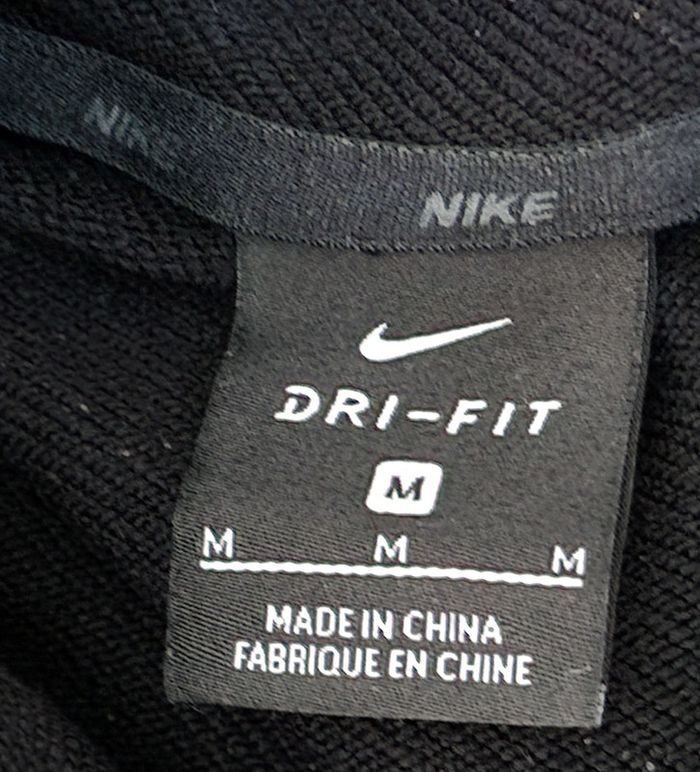 NIKE
NIKE
DRI-FIT
M
M M M
MADE IN CHINA
FABRIQUE EN CHINE